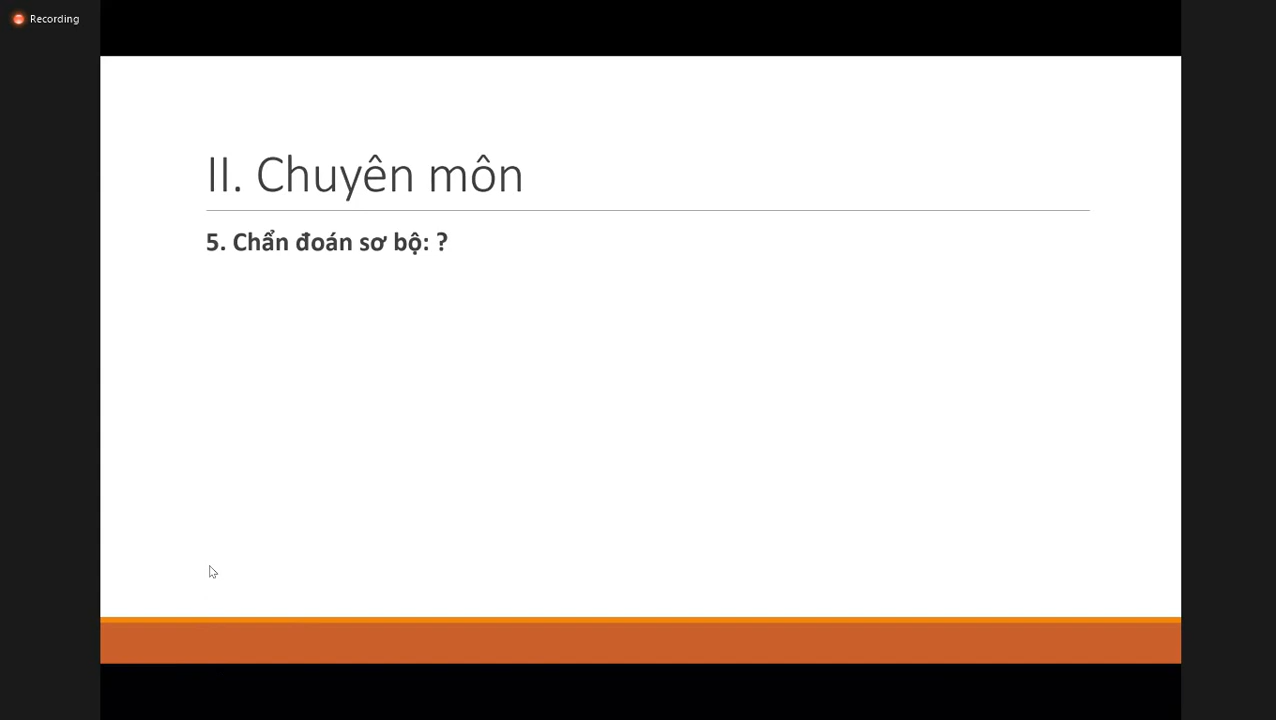 Recording
II. Chuyên môn
5. Chẩn đoán sơ bộ: ?